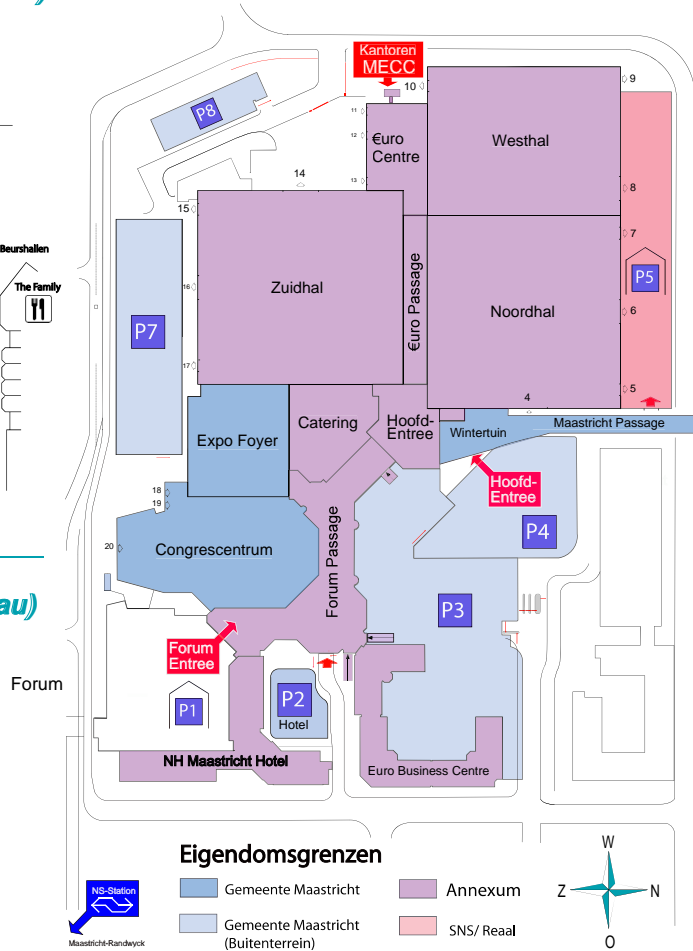 au)
Kantoren
MECC
P8
10
9
11
12
€uro
Centre
Westhal
13
14
8
15
7
Beurshallen
The Family
16
Zuidhal
€uro Passage
Noordhal
P5
6
P7
17
5
4
Expo Foyer
Catering
Hoofd-
Entree
Wintertuin
Maastricht Passage
Hoofd-
Entree
18
19
P4
20
Congrescentrum
Forum Passage
P3
Forum
Entree
Forum
P1
P2
Hotel
NH Maastricht Hotel
Euro Business Centre
Eigendomsgrenzen
Gemeente Maastricht
Annexum
Gemeente Maastricht
(Buitenterrein)
SNS/ Reaal
W
Z
N
O
NS-Station
Maastricht-Randwyck